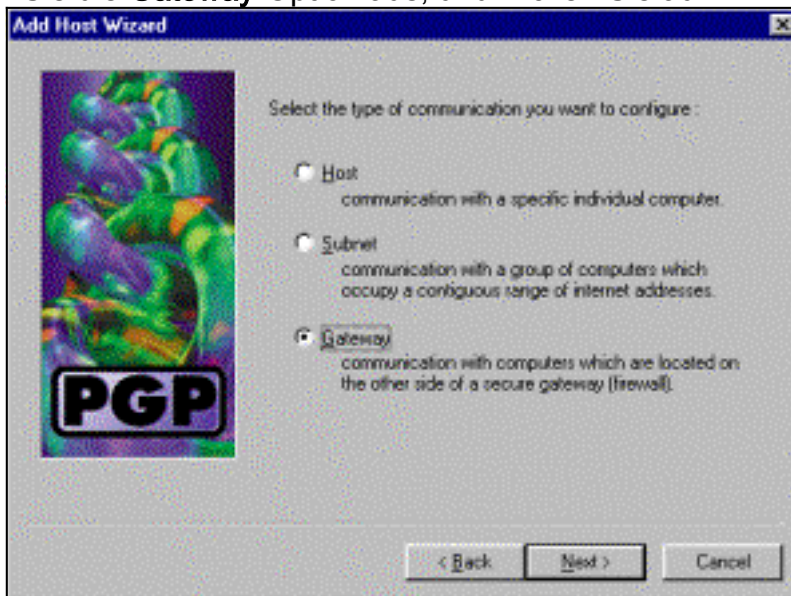 Gateway
Add Host Wizard
Select the type of communication you want to configure :
Host
communication with a specific individual computer.
Subnet
communication with a group of computers which
occupy a contiguous range of internet addresses.
Gateway
communication with computers which are located on
the other side of a secure gateway (firewall).
PGP
< Back
Next >
Cancel